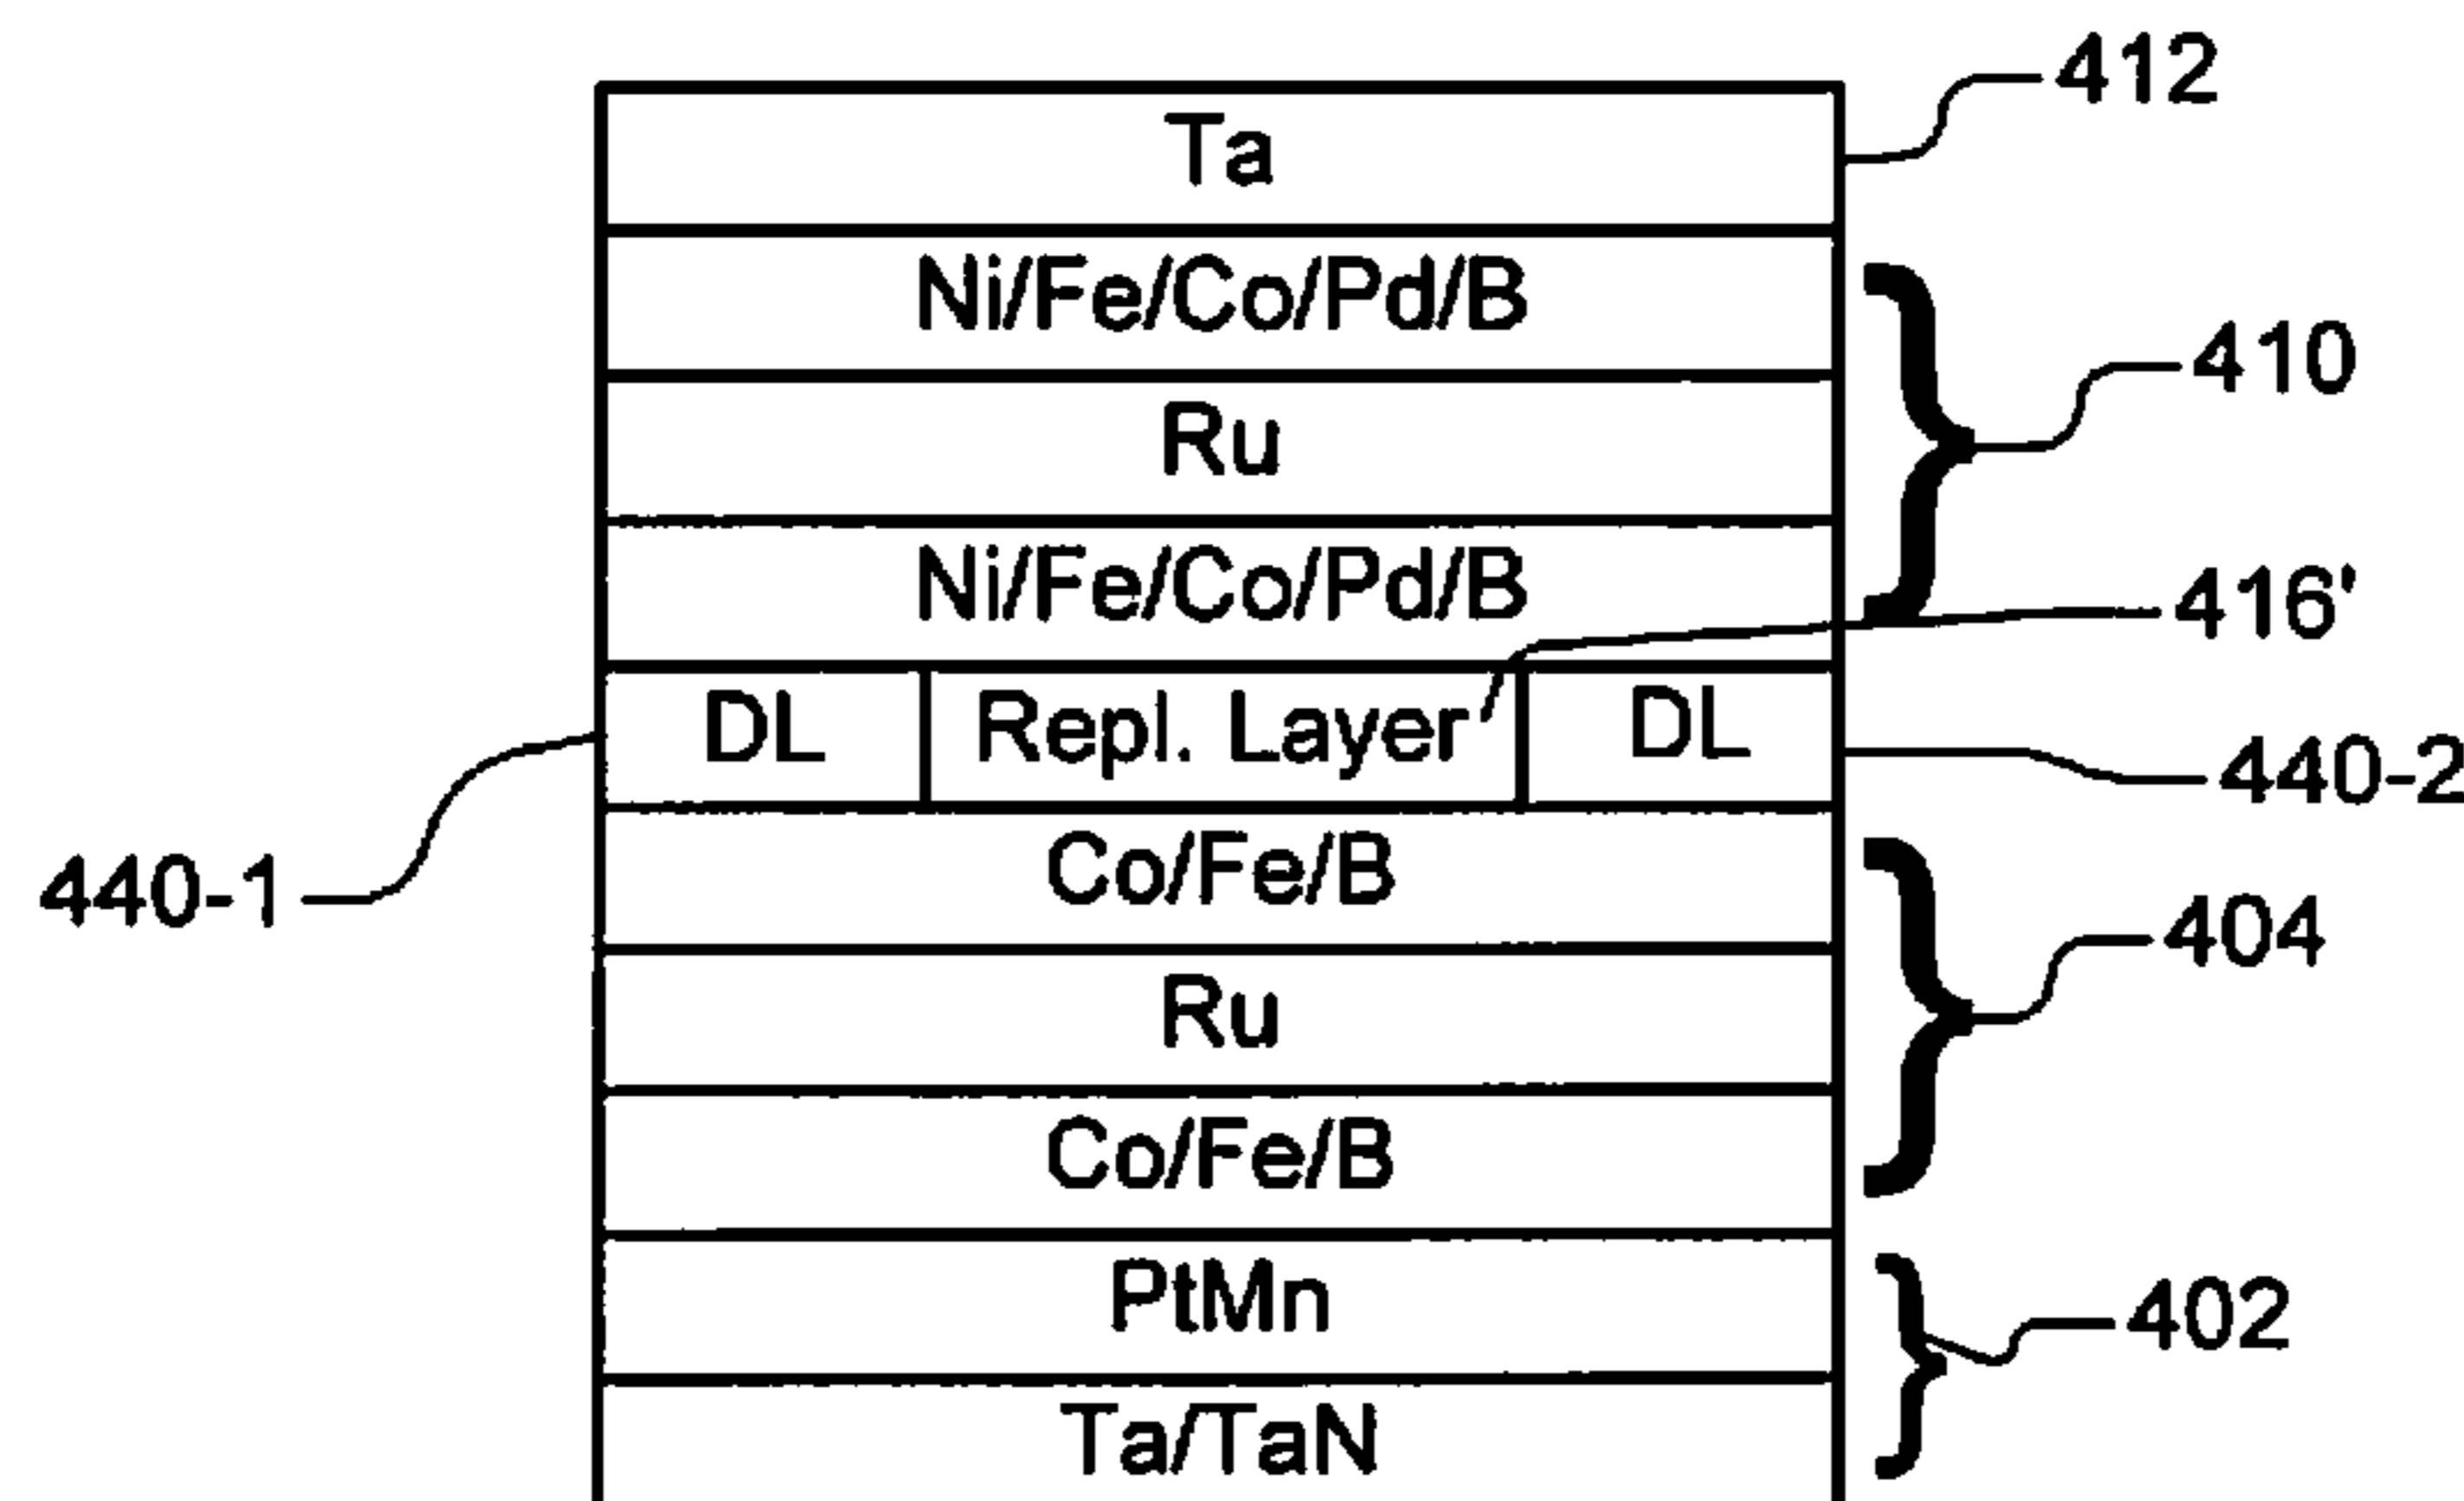 412
Ta
Ni/Fe/Co/Pd/B
410
Ru
Ni/Fe/Co/Pd/B
416'
DL Repl. Layer DL
440-2
440-1
Co/Fe/B
404
Ru
Co/Fe/B
PtMn
402
Ta/TaN